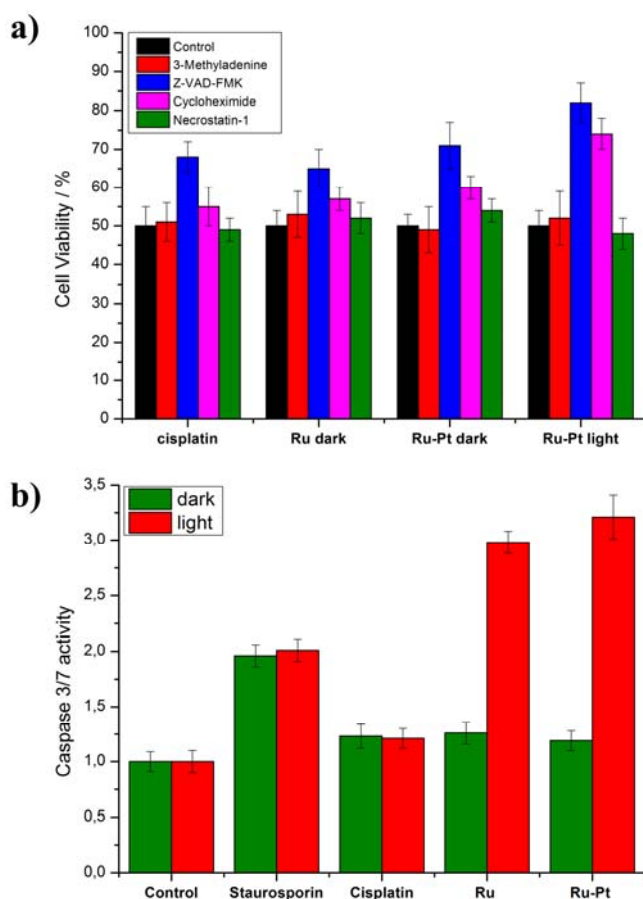 a)
Control
3-Methyladenine
Z-VAD-FMK
Cycloheximide
Necrostatin-1
Cell Viability / %
100
90
80
70
60
50
40
30
20
10
0
cisplatin Ru dark Ru-Pt dark Ru-Pt light
b)
dark
light
Caspase 3/7 activity
3,5
3,0
2,5
2,0
1,5
1,0
0,5
0,0
Control Staurosporin Cisplatin Ru Ru-Pt